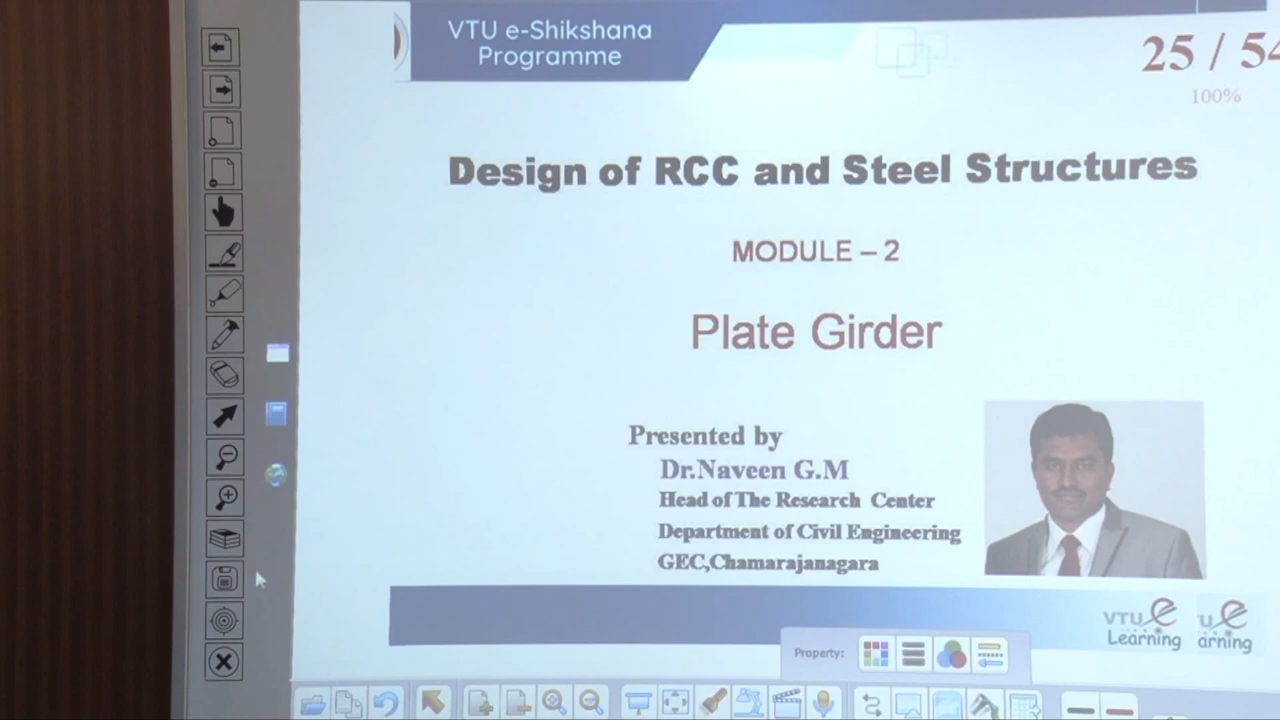 VTU e-Shikshana
Programme
25 / 54
100%
Design of RCC and Steel Structures
MODULE – 2
Plate Girder
Presented by
Dr.Naveen G.M
Head of The Research Center
Department of Civil Engineering
GEC,Chamarajanagara
VTU e Learning
VTU e arning
Property: